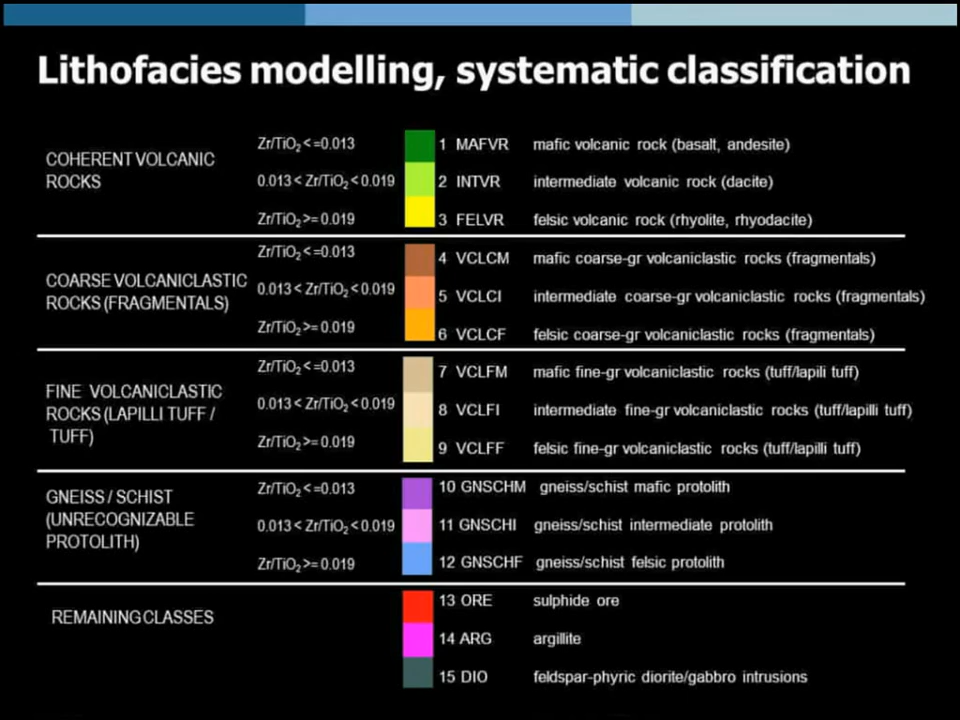 Lithofacies modelling, systematic classification
COHERENT VOLCANIC
ROCKS
Zr/TiO2 <=0.013
1 MAFVR mafic volcanic rock (basalt, andesite)
0.013 < Zr/TiO2 < 0.019
2 INTVR intermediate volcanic rock (dacite)
Zr/TiO2 >= 0.019
3 FELVR felsic volcanic rock (rhyolite, rhyodacite)
COARSE VOLCANICLASTIC
ROCKS (FRAGMENTALS)
Zr/TiO2 <=0.013
4 VCLCM mafic coarse-gr volcaniclastic rocks (fragmentals)
0.013 < Zr/TiO2 < 0.019
5 VCLCI intermediate coarse-gr volcaniclastic rocks (fragmentals)
Zr/TiO2 >= 0.019
6 VCLCF felsic coarse-gr volcaniclastic rocks (fragmentals)
FINE VOLCANICLASTIC
ROCKS (LAPILLI TUFF /
TUFF)
Zr/TiO2 <=0.013
7 VCLFM mafic fine-gr volcaniclastic rocks (tuff/lapili tuff)
0.013 < Zr/TiO2 < 0.019
8 VCLFI intermediate fine-gr volcaniclastic rocks (tuff/lapilli tuff)
Zr/TiO2 >= 0.019
9 VCLFF felsic fine-gr volcaniclastic rocks (tuff/lapilli tuff)
GNEISS / SCHIST
(UNRECOGNIZABLE
PROTOLITH)
Zr/TiO2 <=0.013
10 GNSCHM gneiss/schist mafic protolith
0.013 < Zr/TiO2 < 0.019
11 GNSCHI gneiss/schist intermediate protolith
Zr/TiO2 >= 0.019
12 GNSCHF gneiss/schist felsic protolith
REMAINING CLASSES
13 ORE sulphide ore
14 ARG argillite
15 DIO feldspar-phyric diorite/gabbro intrusions